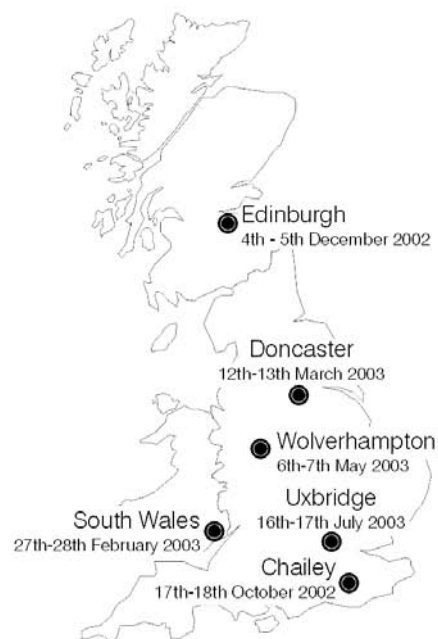 Edinburgh
4th - 5th December 2002
Doncaster
12th-13th March 2003
Wolverhampton
6th-7th May 2003
Uxbridge
16th-17th July 2003
South Wales
27th-28th February 2003
Chailey
17th-18th October 2002